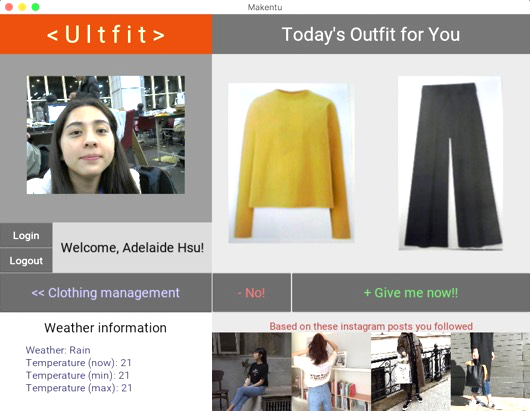 Makentu
<Ultfit>
Today's Outfit for You
Login
Logout
Welcome, Adelaide Hsu!
<< Clothing management
- No!
+ Give me now!!
Weather information
Weather: Rain
Temperature (now): 21
Temperature (min): 21
Temperature (max): 21
Based on these instagram posts you followed